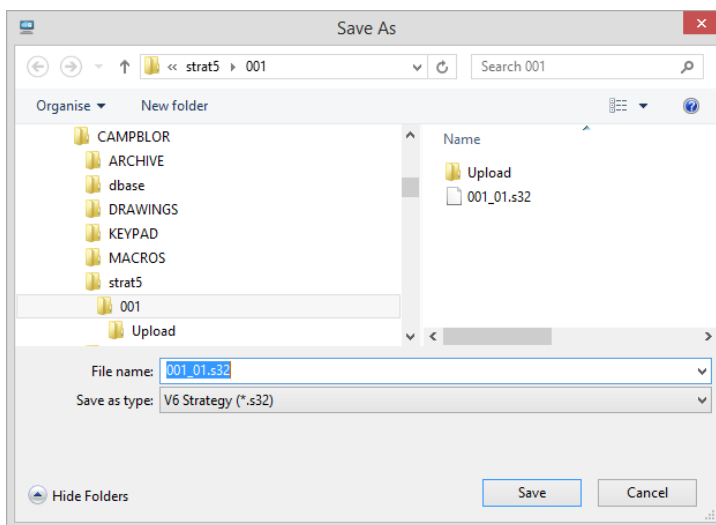 Save As
« strat5 001
Search 001
Organise
New folder
CAMPBLOR
ARCHIVE
dbase
DRAWINGS
KEYPAD
MACROS
strat5
001
Upload
Name
Upload
001_01.s32
File name: 001_01.s32
Save as type: V6 Strategy (*.s32)
Hide Folders
Save
Cancel